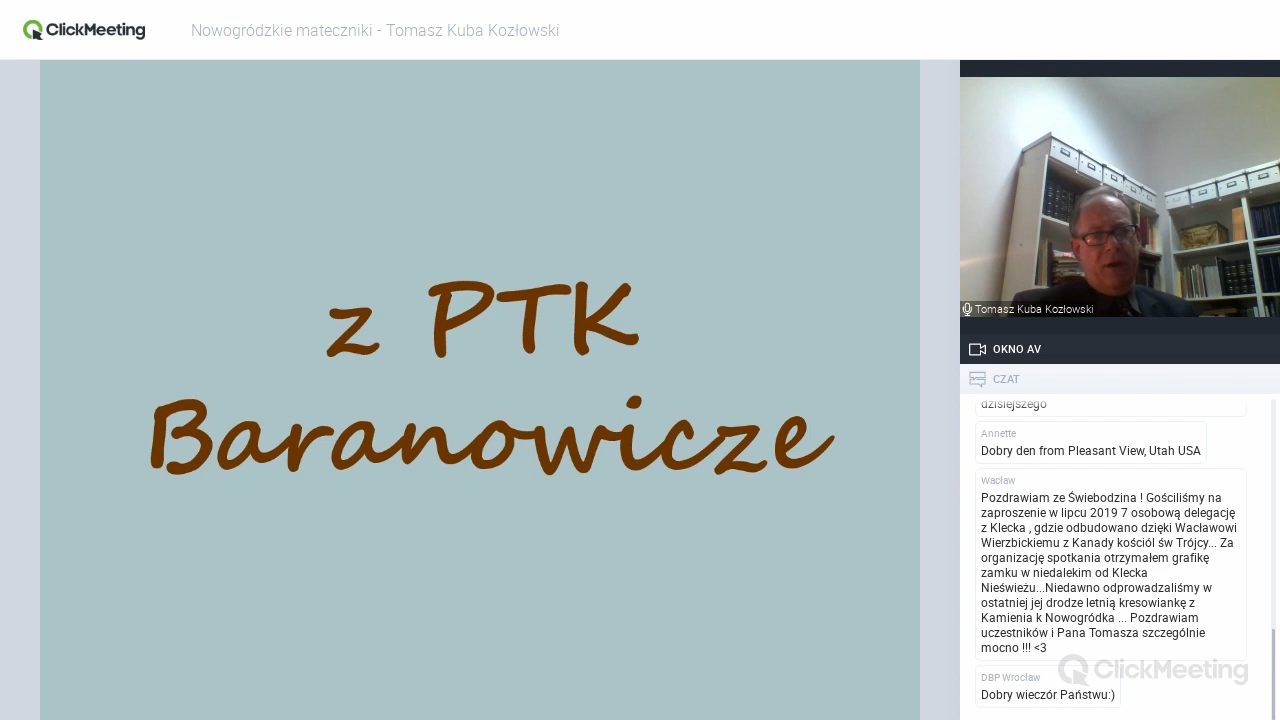 ClickMeeting
Nowogródzkie mateczniki - Tomasz Kuba Kozłowski
z PTK
Baranowicze
Tomasz Kuba Kozłowski
OKNO AV
CZAT
dzisiejszego
Annette
Dobry den from Pleasant View, Utah USA
Wacław
Pozdrawiam ze Świebodzina ! Gościliśmy na
zaproszenie w lipcu 2019 7 osobową delegację
z Klecka , gdzie odbudowano dzięki Wacławowi
Wierzbickiemu z Kanady kośćiól św Trójcy... Za
organizację spotkania otrzymałem grafikę
zamku w niedalekim od Klecka
Nieświeżu...Niedawno odprowadzaliśmy w
ostatniej jej drodze letnią kresowiankę z
Kamienia k Nowogródka ... Pozdrawiam
uczestników i Pana Tomasza szczególnie
mocno !!! <3
ClickMeeting
DBP Wrocław
Dobry wieczór Państwu:)